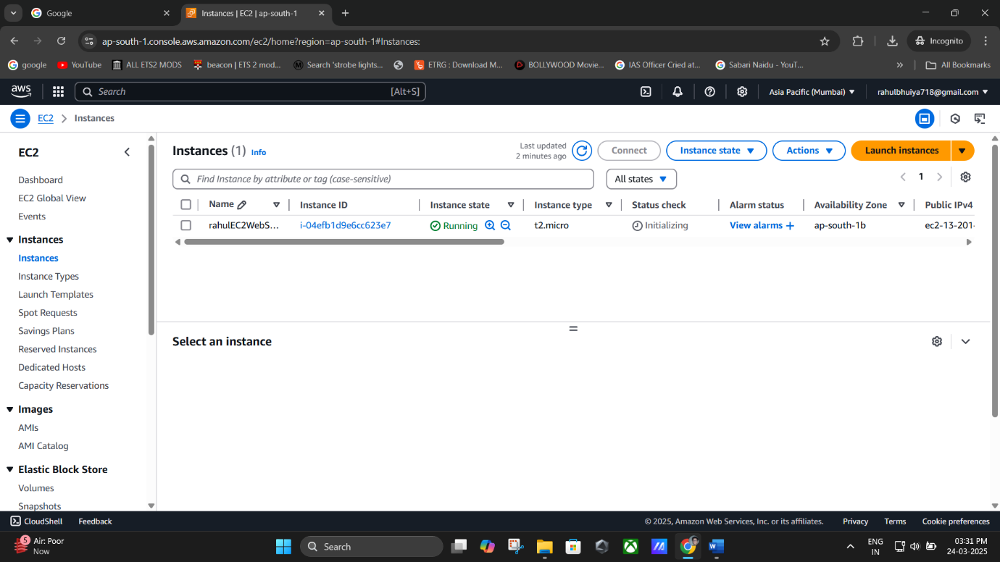 Google
Instances | EC2 | ap-south-1
ap-south-1.console.aws.amazon.com/ec2/home?region=ap-south-1#Instances:
Incognito
google
YouTube
ALL ETS2 MODS
beacon | ETS 2 mod...
Search 'strobe lights...
ETRG : Download M...
BOLLYWOOD Movie...
IAS Officer Cried at...
Sabari Naidu - YouT...
»
All Bookmarks
aws
Search
[Alt+S]
Asia Pacific (Mumbai)
rahulbhuiya718@gmail.com
EC2
Instances
EC2
Dashboard
EC2 Global View
Events
Instances
Instances
Instance Types
Launch Templates
Spot Requests
Savings Plans
Reserved Instances
Dedicated Hosts
Capacity Reservations
Images
AMIs
AMI Catalog
Elastic Block Store
Volumes
Snapshots
Instances (1) Info
Last updated
2 minutes ago
Connect
Instance state
Actions
Launch instances
Find Instance by attribute or tag (case-sensitive)
All states
1
Name
Instance ID
Instance state
Instance type
Status check
Alarm status
Availability Zone
Public IPv4
rahulEC2WebS...
i-04efb1d9e6cc623e7
Running
t2.micro
Initializing
View alarms +
ap-south-1b
ec2-13-201-
Select an instance
CloudShell
Feedback
© 2025, Amazon Web Services, Inc. or its affiliates.
Privacy
Terms
Cookie preferences
5
Air: Poor
Now
Search
ENG
IN
03:31 PM
24-03-2025